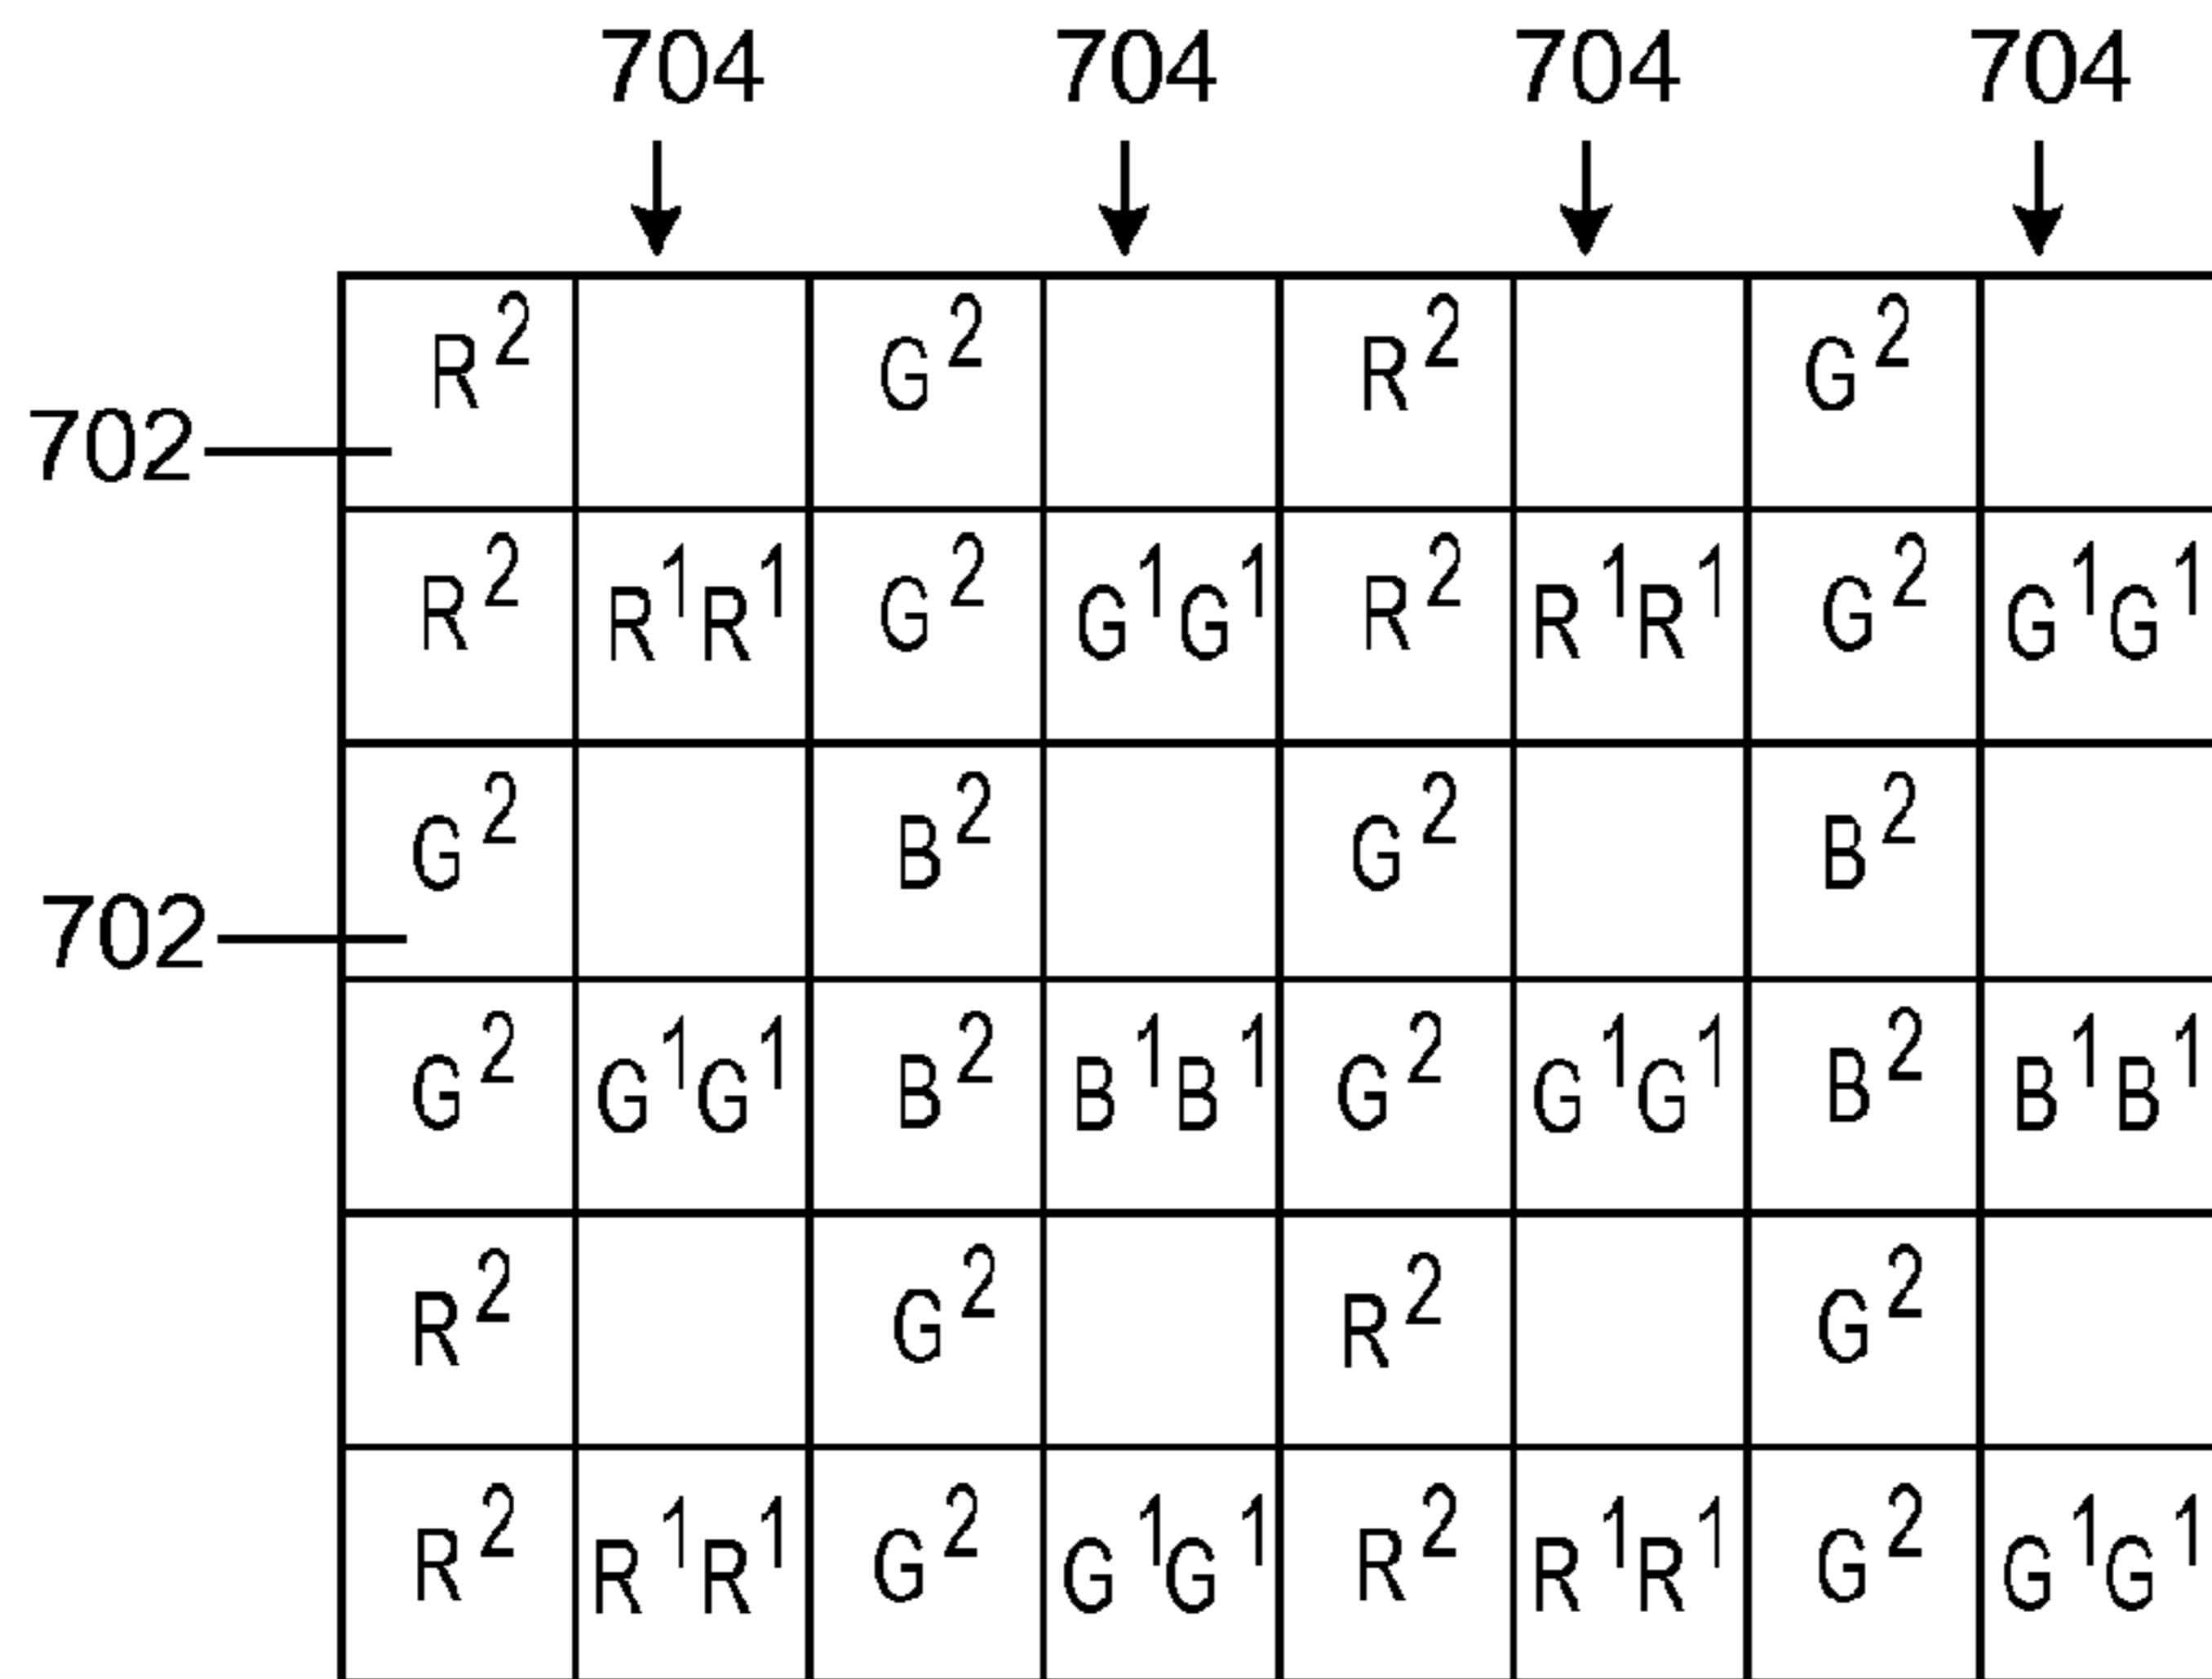 704 704 704 704
R² G² R² G²
702
R² R¹R¹ G² G¹G¹ R² R¹R¹ G² G¹G¹
G² B² G² B²
702
G² G¹G¹ B² B¹B¹ G² G¹G¹ B² B¹B¹
R² G² R² G²
R² R¹R¹ G² G¹G¹ R² R¹R¹ G² G¹G¹